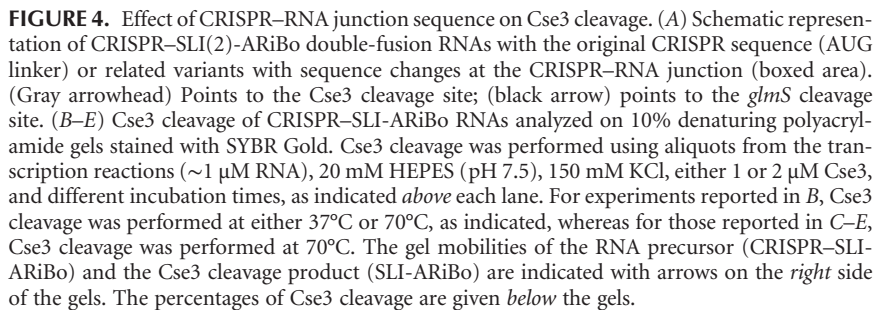 FIGURE 4. Effect of CRISPR–RNA junction sequence on Cse3 cleavage. (A) Schematic represen-
tation of CRISPR–SLI(2)-ARiBo double-fusion RNAs with the original CRISPR sequence (AUG
linker) or related variants with sequence changes at the CRISPR–RNA junction (boxed area).
(Gray arrowhead) Points to the Cse3 cleavage site; (black arrow) points to the glmS cleavage
site. (B–E) Cse3 cleavage of CRISPR–SLI-ARiBo RNAs analyzed on 10% denaturing polyacryl-
amide gels stained with SYBR Gold. Cse3 cleavage was performed using aliquots from the tran-
scription reactions (∼1 μM RNA), 20 mM HEPES (pH 7.5), 150 mM KCl, either 1 or 2 μM Cse3,
and different incubation times, as indicated above each lane. For experiments reported in B, Cse3
cleavage was performed at either 37°C or 70°C, as indicated, whereas for those reported in C–E,
Cse3 cleavage was performed at 70°C. The gel mobilities of the RNA precursor (CRISPR–SLI-
ARiBo) and the Cse3 cleavage product (SLI-ARiBo) are indicated with arrows on the right side
of the gels. The percentages of Cse3 cleavage are given below the gels.